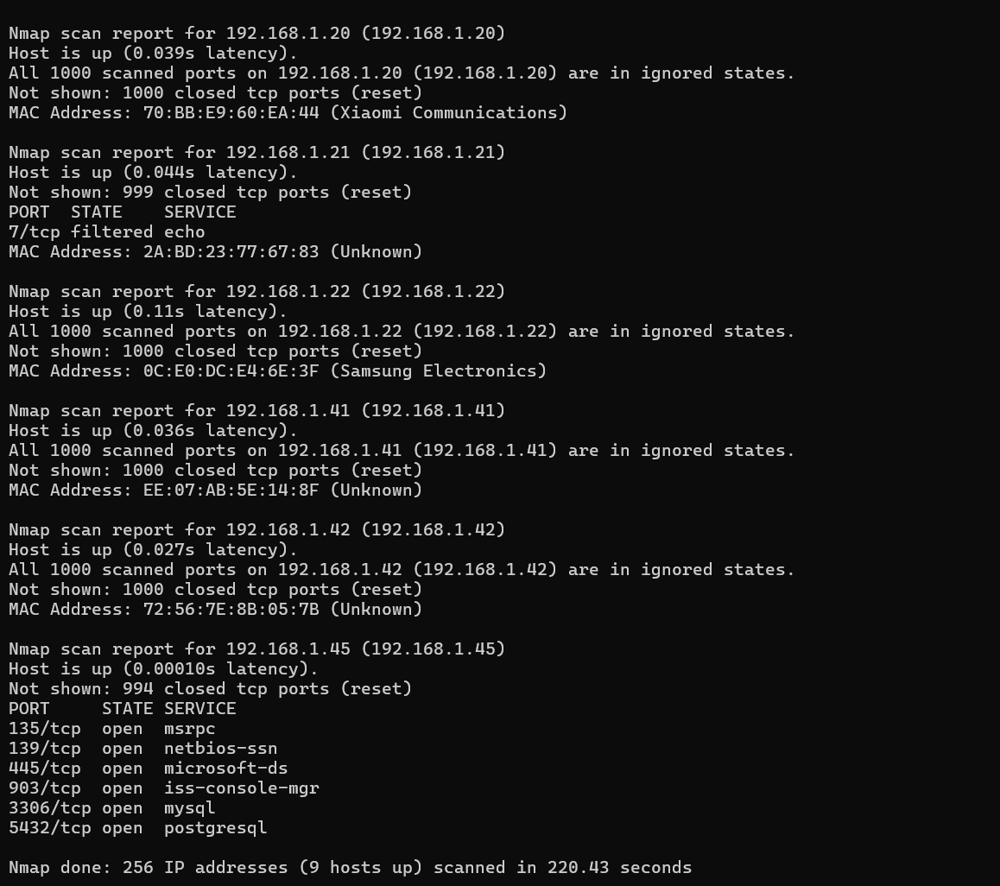 Nmap scan report for 192.168.1.20 (192.168.1.20)
Host is up (0.039s latency).
All 1000 scanned ports on 192.168.1.20 (192.168.1.20) are in ignored states.
Not shown: 1000 closed tcp ports (reset)
MAC Address: 70:BB:E9:60:EA:44 (Xiaomi Communications)

Nmap scan report for 192.168.1.21 (192.168.1.21)
Host is up (0.044s latency).
Not shown: 999 closed tcp ports (reset)
PORT  STATE    SERVICE
7/tcp filtered echo
MAC Address: 2A:BD:23:77:67:83 (Unknown)

Nmap scan report for 192.168.1.22 (192.168.1.22)
Host is up (0.11s latency).
All 1000 scanned ports on 192.168.1.22 (192.168.1.22) are in ignored states.
Not shown: 1000 closed tcp ports (reset)
MAC Address: 0C:E0:DC:E4:6E:3F (Samsung Electronics)

Nmap scan report for 192.168.1.41 (192.168.1.41)
Host is up (0.036s latency).
All 1000 scanned ports on 192.168.1.41 (192.168.1.41) are in ignored states.
Not shown: 1000 closed tcp ports (reset)
MAC Address: EE:07:AB:5E:14:8F (Unknown)

Nmap scan report for 192.168.1.42 (192.168.1.42)
Host is up (0.027s latency).
All 1000 scanned ports on 192.168.1.42 (192.168.1.42) are in ignored states.
Not shown: 1000 closed tcp ports (reset)
MAC Address: 72:56:7E:8B:05:7B (Unknown)

Nmap scan report for 192.168.1.45 (192.168.1.45)
Host is up (0.00010s latency).
Not shown: 994 closed tcp ports (reset)
PORT     STATE SERVICE
135/tcp  open  msrpc
139/tcp  open  netbios-ssn
445/tcp  open  microsoft-ds
903/tcp  open  iss-console-mgr
3306/tcp open  mysql
5432/tcp open  postgresql

Nmap done: 256 IP addresses (9 hosts up) scanned in 220.43 seconds